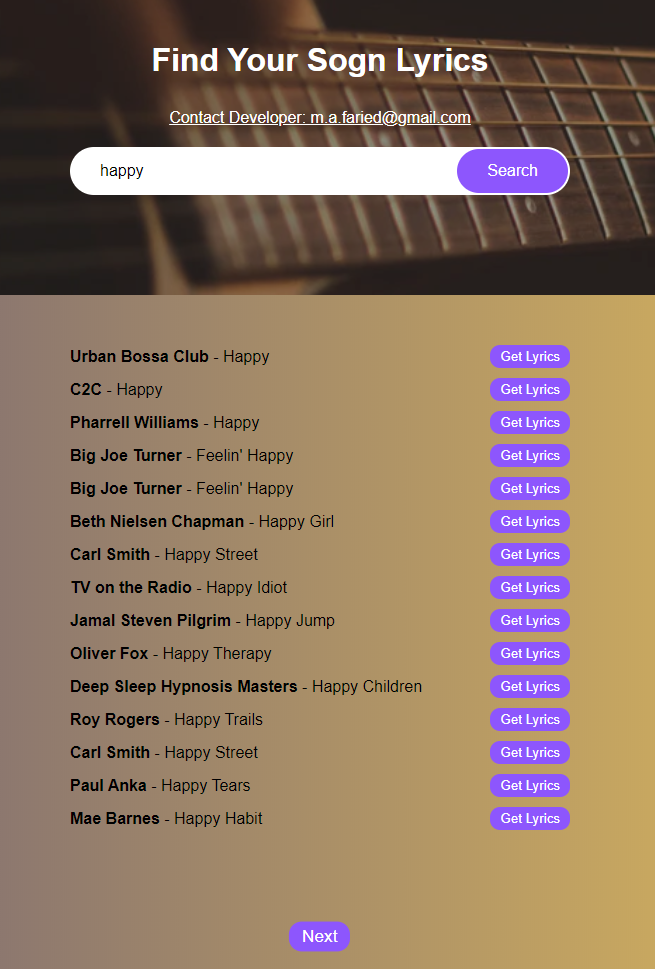 Find Your Sogn Lyrics
Contact Developer: m.a.faried@gmail.com
happy Search
Urban Bossa Club - Happy Get Lyrics
C2C - Happy Get Lyrics
Pharrell Williams - Happy Get Lyrics
Big Joe Turner - Feelin' Happy Get Lyrics
Big Joe Turner - Feelin' Happy Get Lyrics
Beth Nielsen Chapman - Happy Girl Get Lyrics
Carl Smith - Happy Street Get Lyrics
TV on the Radio - Happy Idiot Get Lyrics
Jamal Steven Pilgrim - Happy Jump Get Lyrics
Oliver Fox - Happy Therapy Get Lyrics
Deep Sleep Hypnosis Masters - Happy Children Get Lyrics
Roy Rogers - Happy Trails Get Lyrics
Carl Smith - Happy Street Get Lyrics
Paul Anka - Happy Tears Get Lyrics
Mae Barnes - Happy Habit Get Lyrics
Next